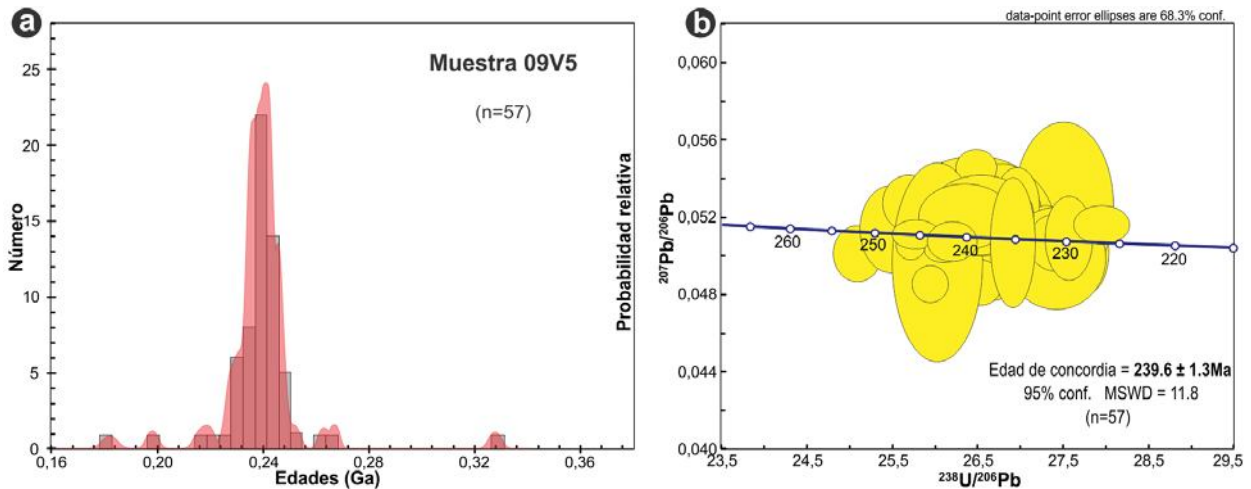 a
Muestra 09V5
(n=57)
Número
25
20
15
10
5
0
0,16
0,20
0,24
0,28
0,32
0,36
Edades (Ga)
Probabilidad relativa
b
data-point error ellipses are 68.3% conf.
207Pb/206Pb
0,060
0,056
0,052
0,048
0,044
0,040
260
250
240
230
220
Edad de concordia = 239.6 ± 1.3Ma
95% conf. MSWD = 11.8
(n=57)
23,5
24,5
25,5
26,5
27,5
28,5
29,5
238U/206Pb